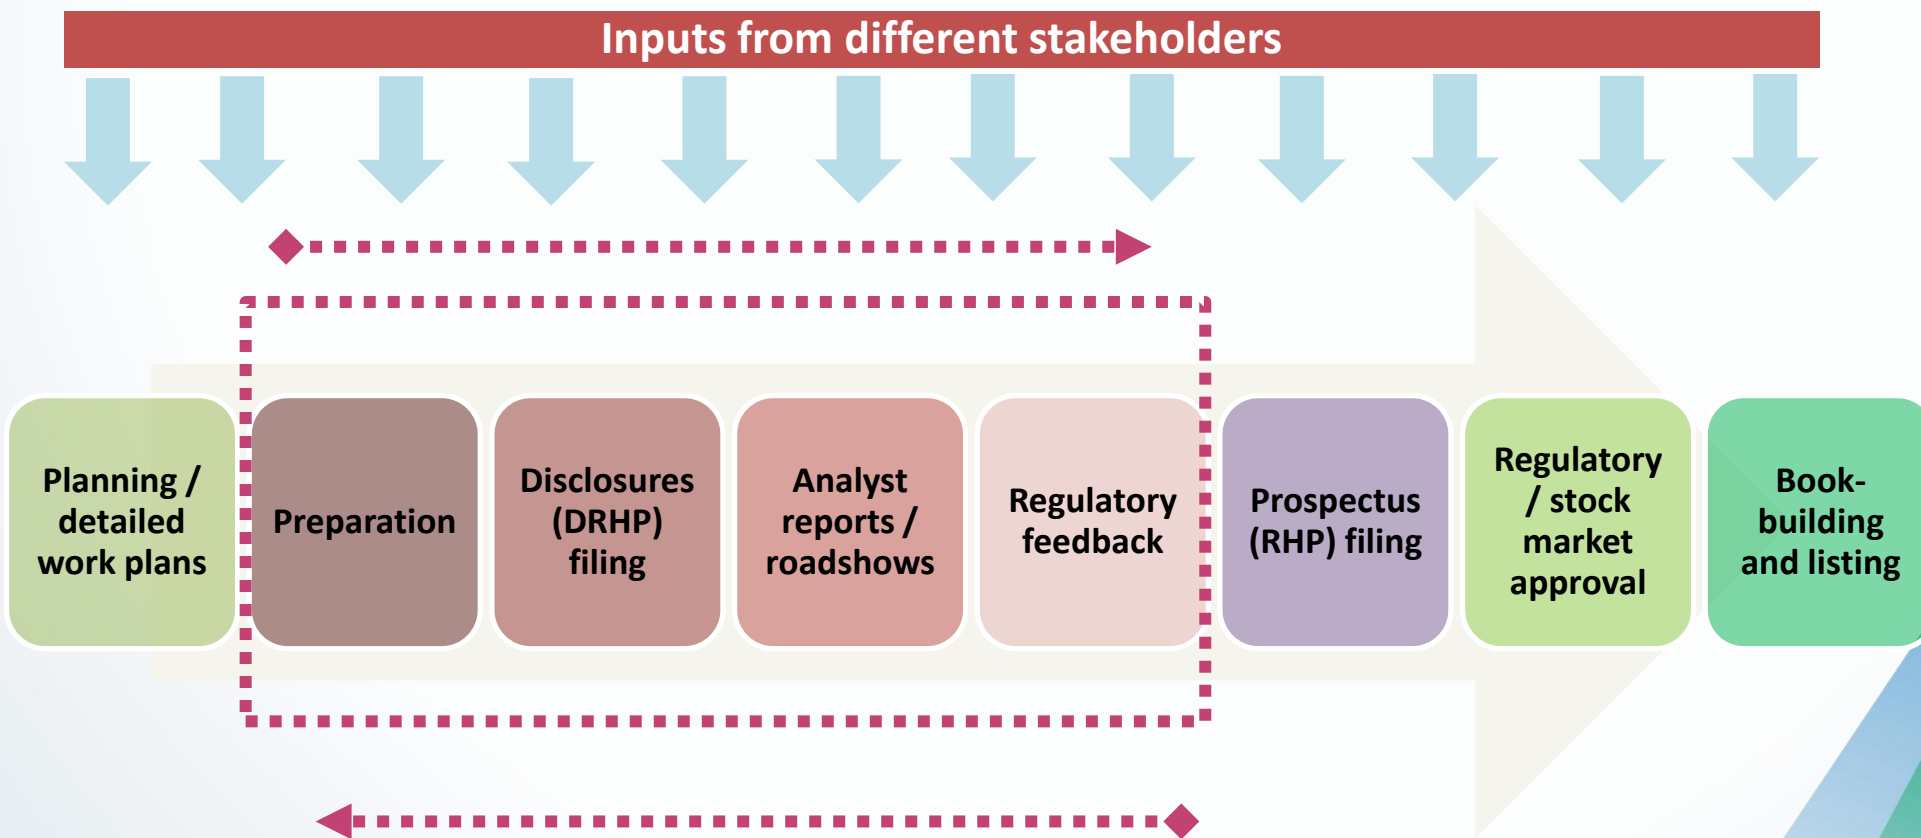 Inputs from different stakeholders
Planning /
detailed
work plans
Preparation
Disclosures
(DRHP)
filing
Analyst
reports /
roadshows
Regulatory
feedback
Prospectus
(RHP) filing
Regulatory
/ stock
market
approval
Book-
building
and listing